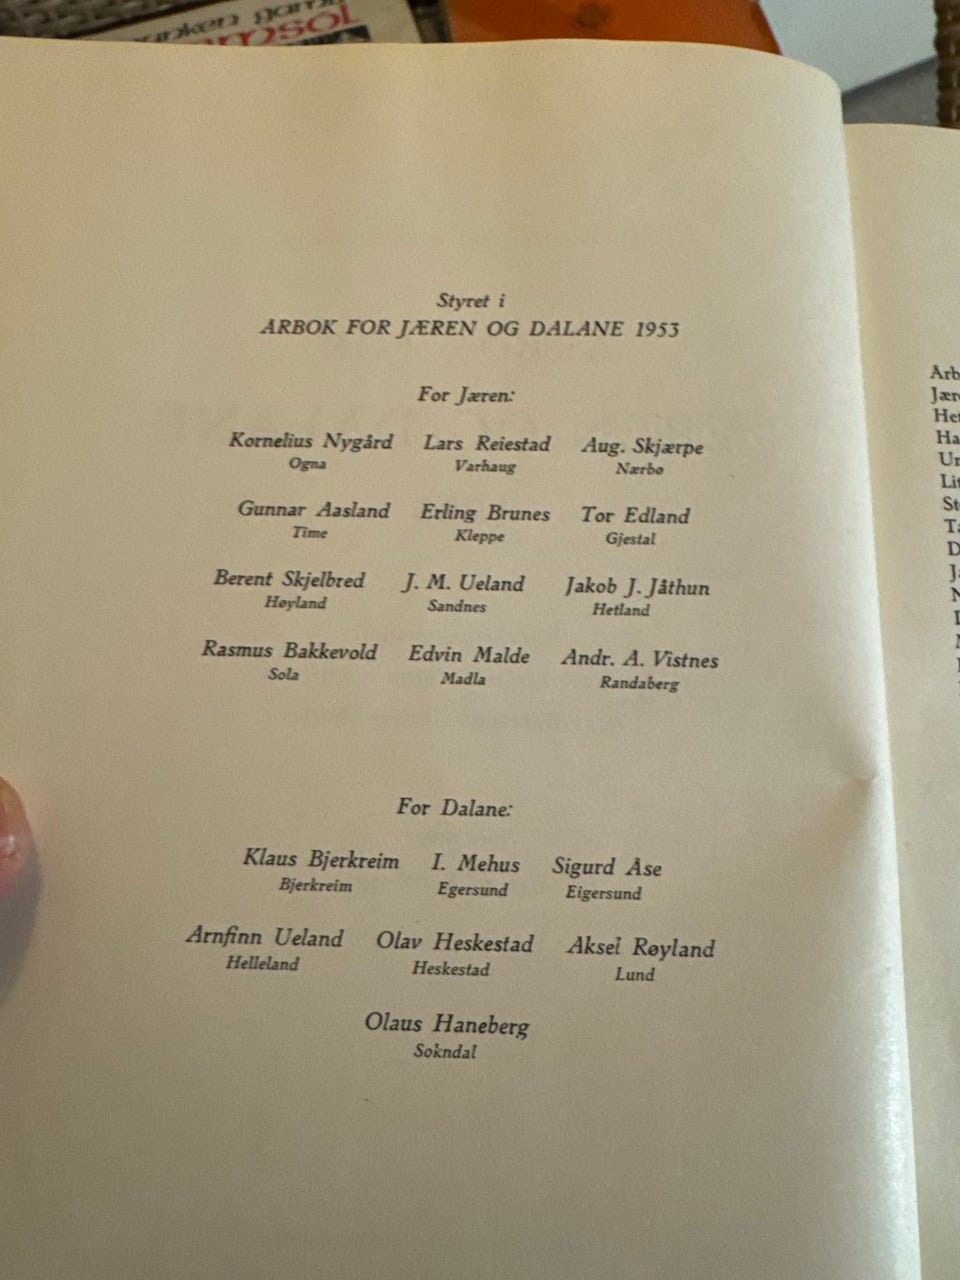 Styret i
ARBOK FOR JÆREN OG DALANE 1953
For Jæren:
Kornelius Nygård Lars Reiestad Aug. Skjærpe
Ogna Varhaug Nærbø
Gunnar Aasland Erling Brunes Tor Edland
Time Kleppe Gjestal
Berent Skjelbred J. M. Ueland Jakob J. Jåthun
Høyland Sandnes Hetland
Rasmus Bakkevold Edvin Malde Andr. A. Vistnes
Sola Madla Randaberg
For Dalane:
Klaus Bjerkreim I. Mehus Sigurd Åse
Bjerkreim Egersund Eigersund
Arnfinn Ueland Olav Heskestad Aksel Røyland
Helleland Heskestad Lund
Olaus Haneberg
Sokndal